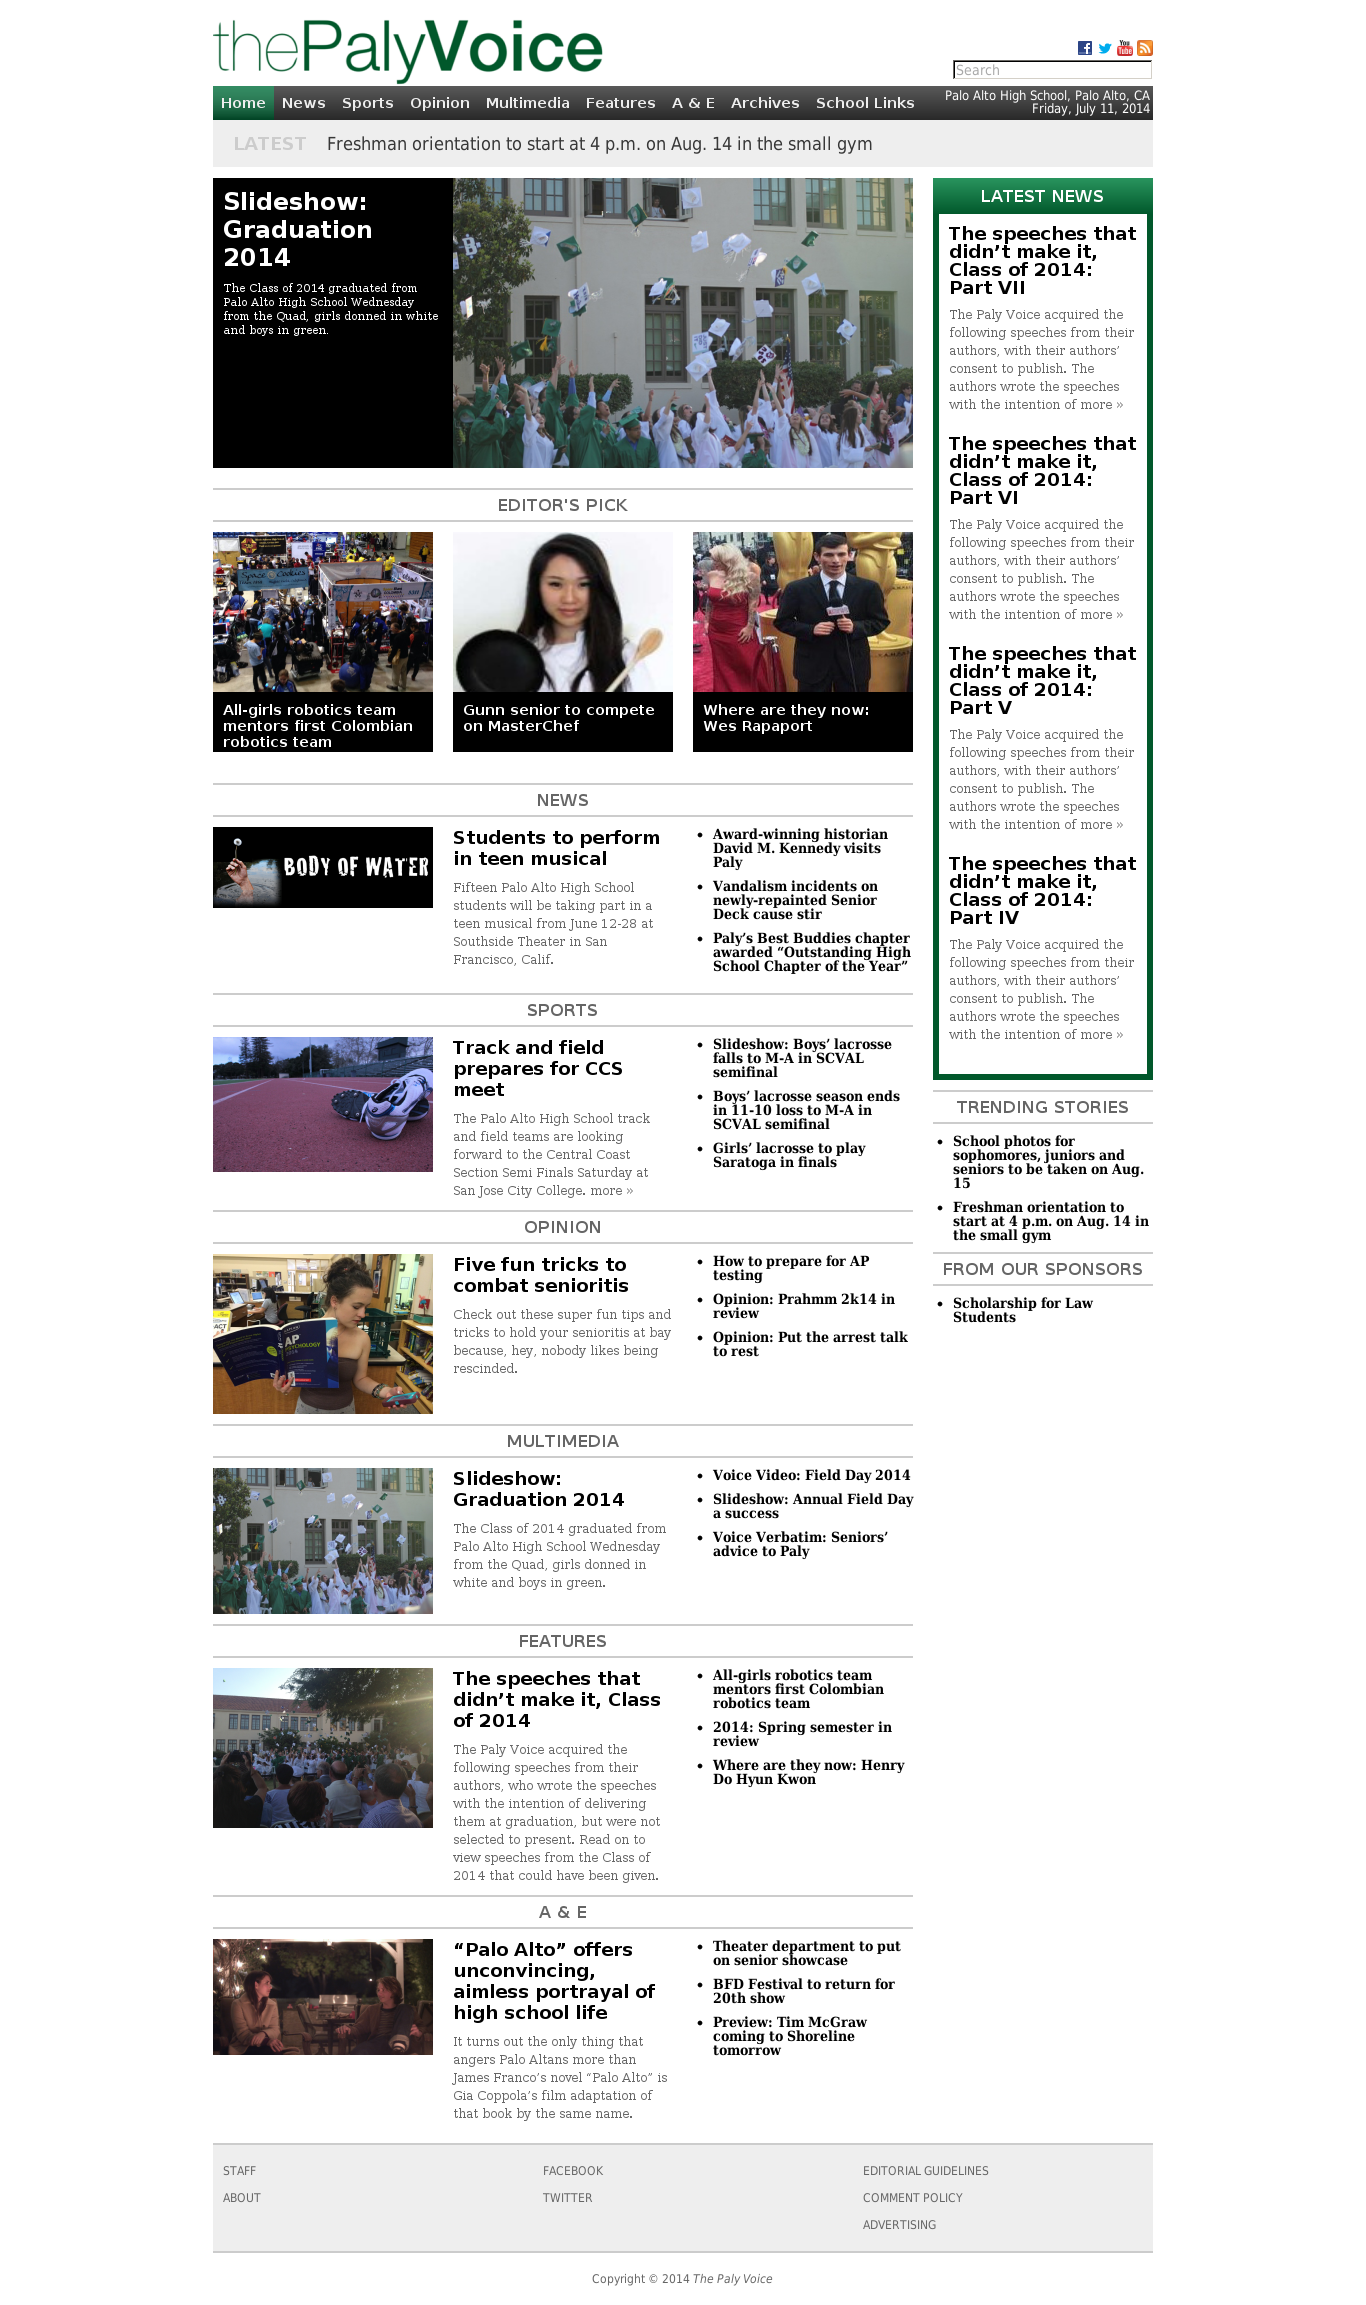 thePalyVoice
Search
Home News Sports Opinion Multimedia Features A & E Archives School Links
Palo Alto High School, Palo Alto, CA
Friday, July 11, 2014
LATEST Freshman orientation to start at 4 p.m. on Aug. 14 in the small gym
Slideshow:
Graduation
2014
The Class of 2014 graduated from
Palo Alto High School Wednesday
from the Quad, girls donned in white
and boys in green.
EDITOR'S PICK
All-girls robotics team
mentors first Colombian
robotics team
Gunn senior to compete
on MasterChef
Where are they now:
Wes Rapaport
NEWS
BODY OF WATER
Students to perform
in teen musical
Fifteen Palo Alto High School
students will be taking part in a
teen musical from June 12-28 at
Southside Theater in San
Francisco, Calif.
• Award-winning historian
David M. Kennedy visits
Paly
• Vandalism incidents on
newly-repainted Senior
Deck cause stir
• Paly’s Best Buddies chapter
awarded “Outstanding High
School Chapter of the Year”
SPORTS
Track and field
prepares for CCS
meet
The Palo Alto High School track
and field teams are looking
forward to the Central Coast
Section Semi Finals Saturday at
San Jose City College. more »
• Slideshow: Boys’ lacrosse
falls to M-A in SCVAL
semifinal
• Boys’ lacrosse season ends
in 11-10 loss to M-A in
SCVAL semifinal
• Girls’ lacrosse to play
Saratoga in finals
OPINION
AP
PSYCHOLOGY
Five fun tricks to
combat senioritis
Check out these super fun tips and
tricks to hold your senioritis at bay
because, hey, nobody likes being
rescinded.
• How to prepare for AP
testing
• Opinion: Prahmm 2k14 in
review
• Opinion: Put the arrest talk
to rest
MULTIMEDIA
Slideshow:
Graduation 2014
The Class of 2014 graduated from
Palo Alto High School Wednesday
from the Quad, girls donned in
white and boys in green.
• Voice Video: Field Day 2014
• Slideshow: Annual Field Day
a success
• Voice Verbatim: Seniors’
advice to Paly
FEATURES
The speeches that
didn’t make it, Class
of 2014
The Paly Voice acquired the
following speeches from their
authors, who wrote the speeches
with the intention of delivering
them at graduation, but were not
selected to present. Read on to
view speeches from the Class of
2014 that could have been given.
• All-girls robotics team
mentors first Colombian
robotics team
• 2014: Spring semester in
review
• Where are they now: Henry
Do Hyun Kwon
A & E
“Palo Alto” offers
unconvincing,
aimless portrayal of
high school life
It turns out the only thing that
angers Palo Altans more than
James Franco’s novel “Palo Alto” is
Gia Coppola’s film adaptation of
that book by the same name.
• Theater department to put
on senior showcase
• BFD Festival to return for
20th show
• Preview: Tim McGraw
coming to Shoreline
tomorrow
LATEST NEWS
The speeches that
didn’t make it,
Class of 2014:
Part VII
The Paly Voice acquired the
following speeches from their
authors, with their authors’
consent to publish. The
authors wrote the speeches
with the intention of more »
The speeches that
didn’t make it,
Class of 2014:
Part VI
The Paly Voice acquired the
following speeches from their
authors, with their authors’
consent to publish. The
authors wrote the speeches
with the intention of more »
The speeches that
didn’t make it,
Class of 2014:
Part V
The Paly Voice acquired the
following speeches from their
authors, with their authors’
consent to publish. The
authors wrote the speeches
with the intention of more »
The speeches that
didn’t make it,
Class of 2014:
Part IV
The Paly Voice acquired the
following speeches from their
authors, with their authors’
consent to publish. The
authors wrote the speeches
with the intention of more »
TRENDING STORIES
• School photos for
sophomores, juniors and
seniors to be taken on Aug.
15
• Freshman orientation to
start at 4 p.m. on Aug. 14 in
the small gym
FROM OUR SPONSORS
• Scholarship for Law
Students
STAFF
ABOUT
FACEBOOK
TWITTER
EDITORIAL GUIDELINES
COMMENT POLICY
ADVERTISING
Copyright © 2014 The Paly Voice